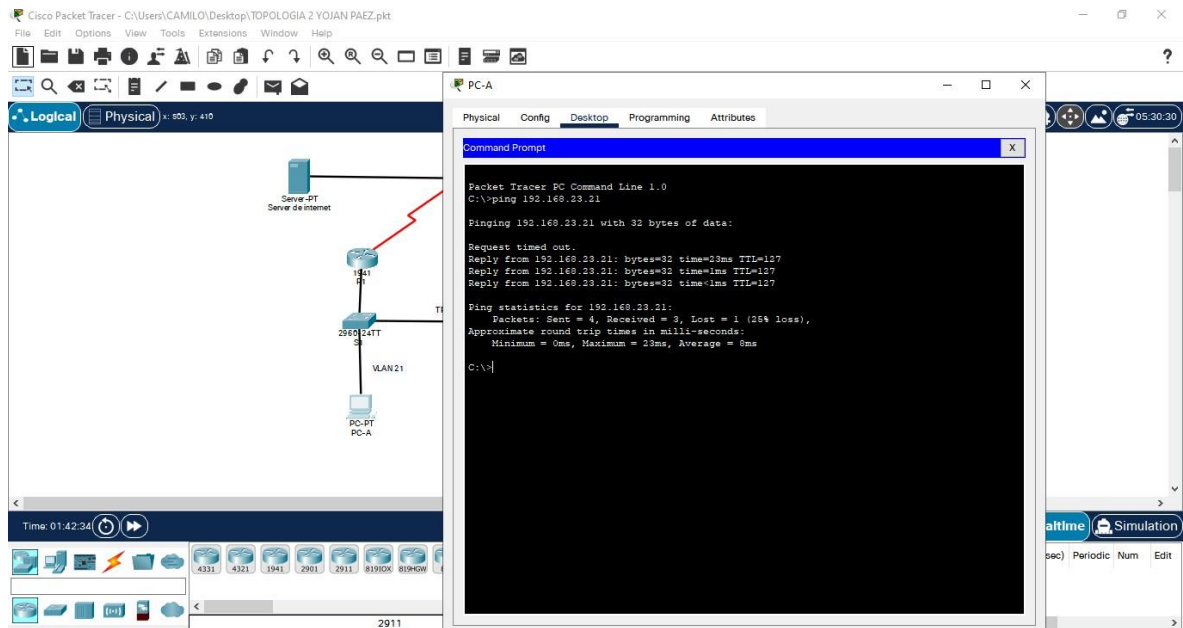 Cisco Packet Tracer - C:\Users\CAMILO\Desktop\TOPOLOGIA 2 YOJAN PAEZ.pkt
File Edit Options View Tools Extensions Window Help
?
PC-A
Logical Physical x: 503, y: 410
05:30:30
Physical Config Desktop Programming Attributes
Command Prompt X
Packet Tracer PC Command Line 1.0
C:\>ping 192.168.23.21
Pinging 192.168.23.21 with 32 bytes of data:
Request timed out.
Reply from 192.168.23.21: bytes=32 time=23ms TTL=127
Reply from 192.168.23.21: bytes=32 time=1ms TTL=127
Reply from 192.168.23.21: bytes=32 time<1ms TTL=127
Ping statistics for 192.168.23.21:
Packets: Sent = 4, Received = 3, Lost = 1 (25% loss),
Approximate round trip times in milli-seconds:
Minimum = 0ms, Maximum = 23ms, Average = 8ms
C:\>
Server-PT
Server de internet
1941
R1
2960-24TT
S1
VLAN 21
PC-PT
PC-A
Time: 01:42:34
Simulation
4331 4321 1941 2901 2911 819IOX 819HGW
sec) Periodic Num Edit
2911